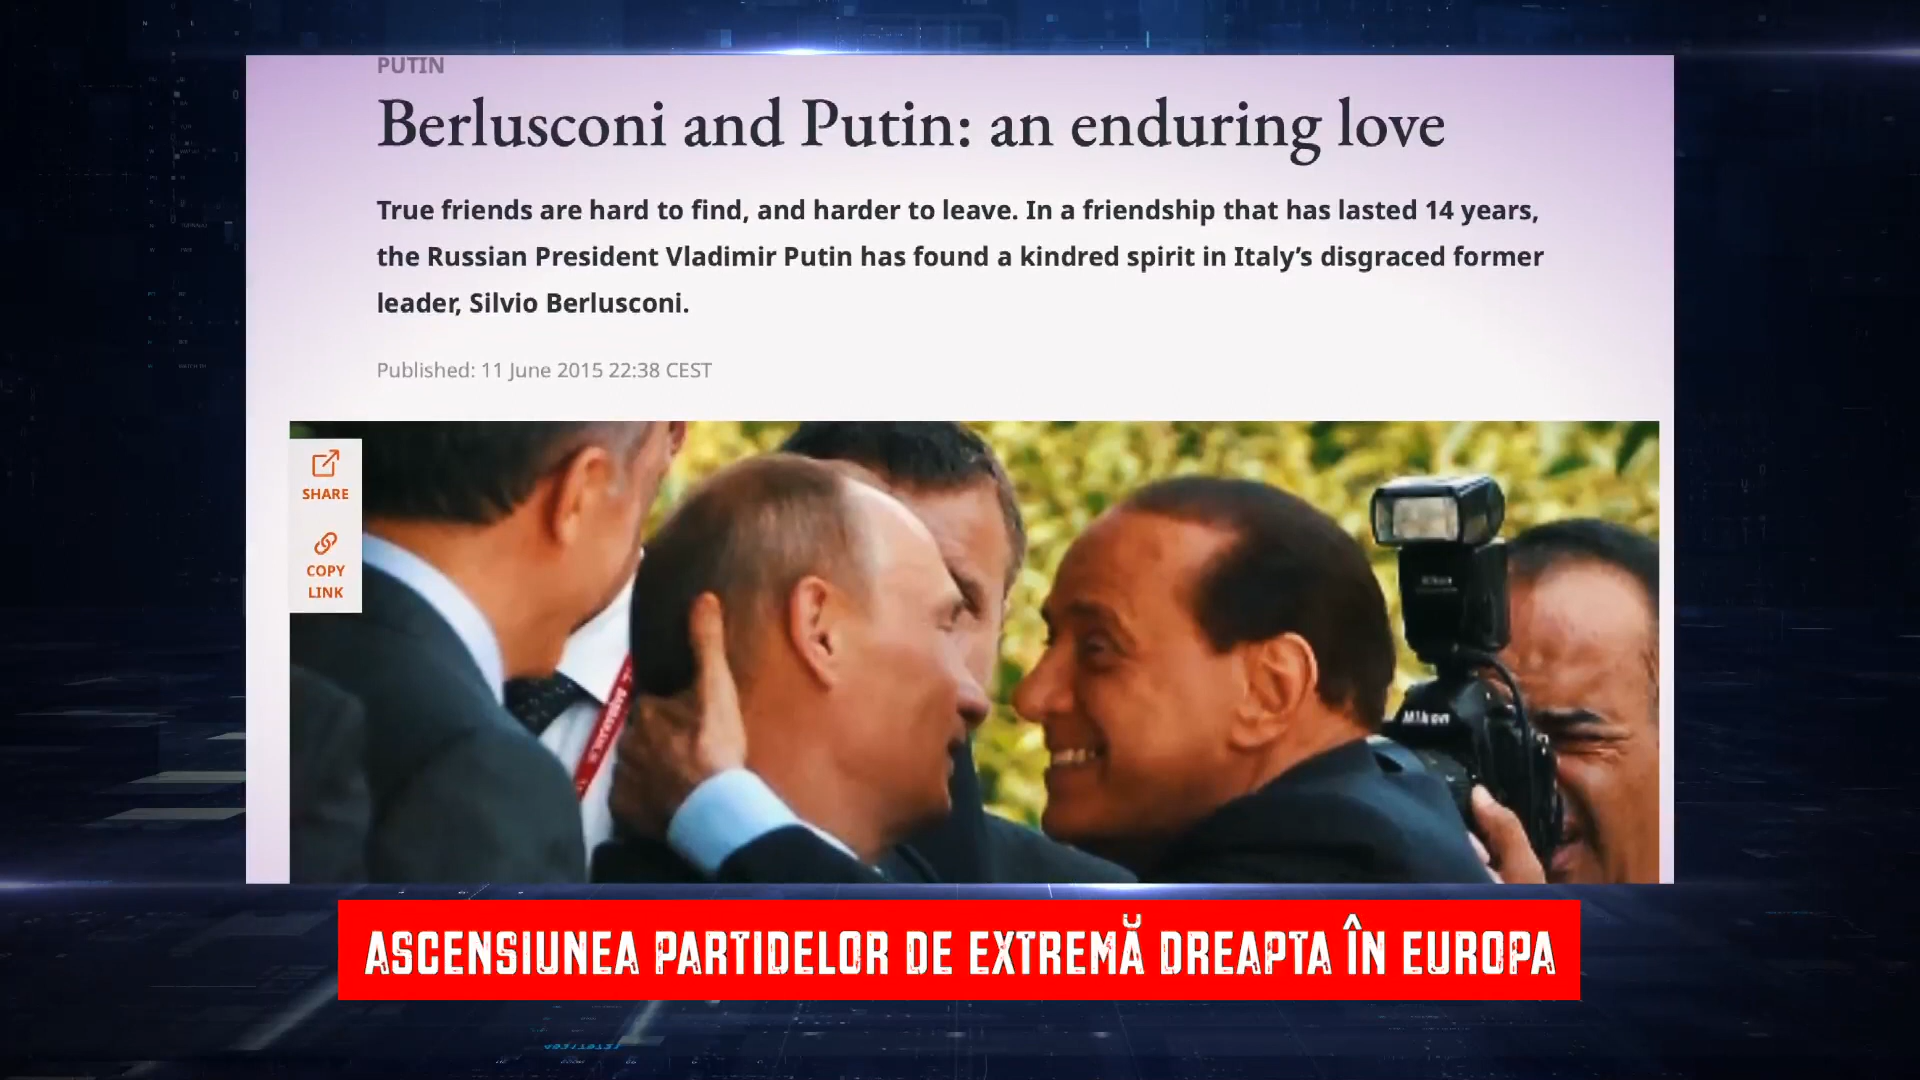 PUTIN
Berlusconi and Putin: an enduring love
True friends are hard to find, and harder to leave. In a friendship that has lasted 14 years,
the Russian President Vladimir Putin has found a kindred spirit in Italy’s disgraced former
leader, Silvio Berlusconi.
Published: 11 June 2015 22:38 CEST
SHARE
COPY
LINK
Nikon
ASCENSIUNEA PARTIDELOR DE EXTREMĂ DREAPTA ÎN EUROPA